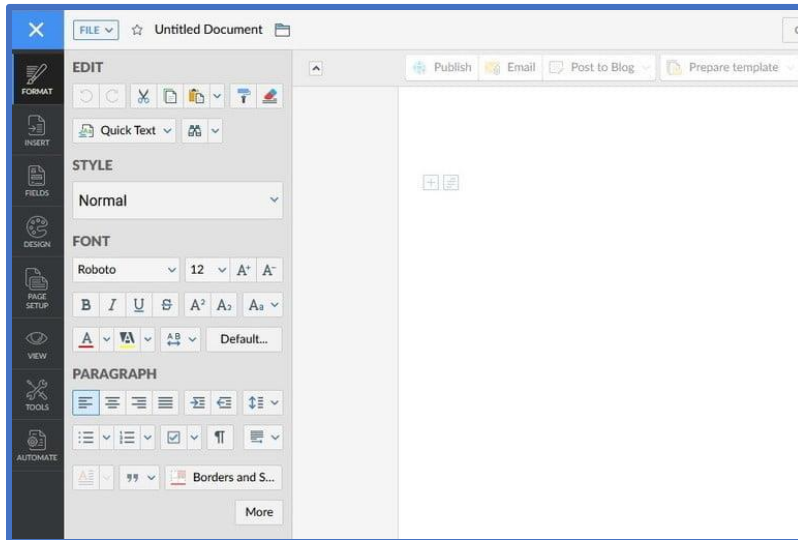 FILE Untitled Document
Publish Email Post to Blog Prepare template
FORMAT
INSERT
FIELDS
DESIGN
PAGE
SETUP
VIEW
TOOLS
AUTOMATE
EDIT
Quick Text
STYLE
Normal
FONT
Roboto 12 A+ A-
B I U S A² A₂ Aa
A A AB Default...
PARAGRAPH
Borders and S...
More